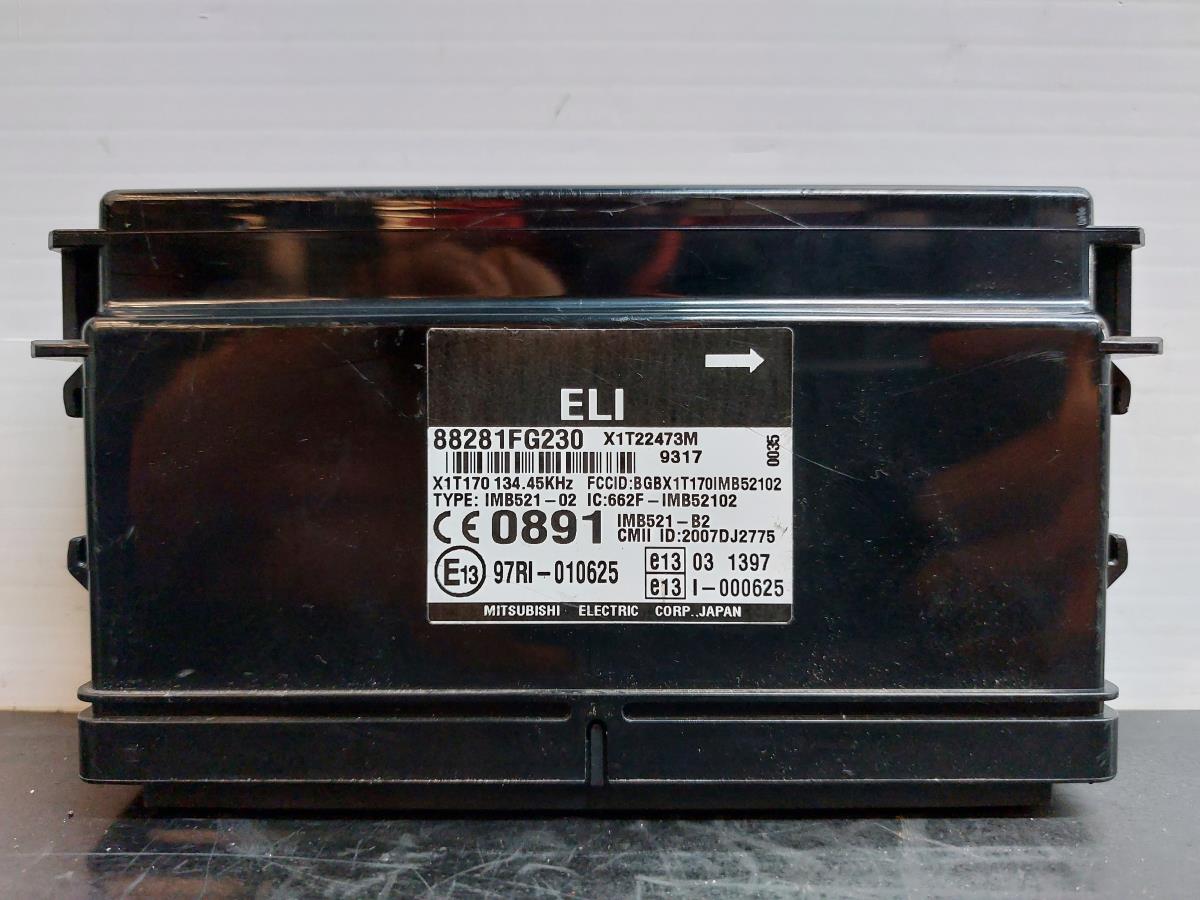 ELI
88281FG230 X1T22473M
9317
0035
X1T170 134.45KHz FCCID:BGBX1T170IMB52102
TYPE: IMB521-02 IC:662F-IMB52102
CE 0891 IMB521-B2
CMII ID:2007DJ2775
E13 97RI-010625 e13 03 1397
e13 I-000625
MITSUBISHI ELECTRIC CORP.,JAPAN